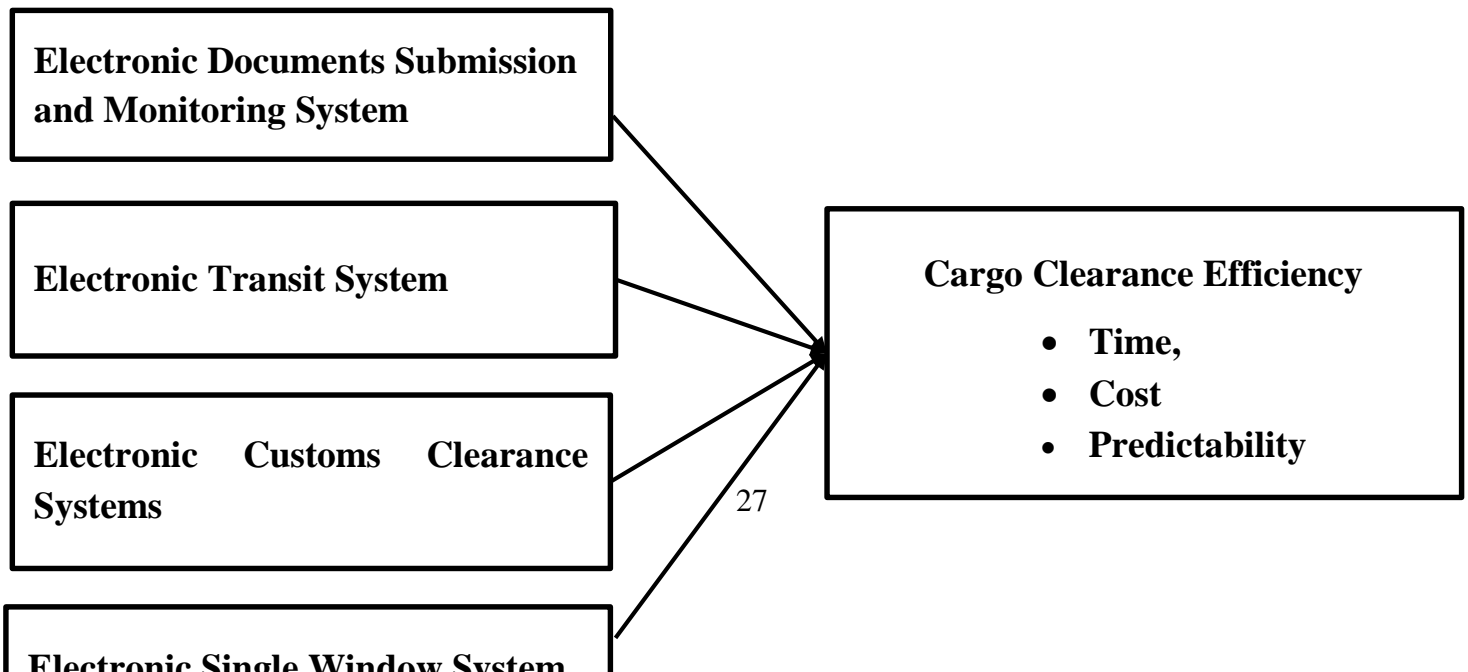 Electronic Documents Submission
and Monitoring System
Electronic Transit System
Electronic Customs Clearance
Systems
Electronic Single Window System
Cargo Clearance Efficiency
• Time,
• Cost
• Predictability
27